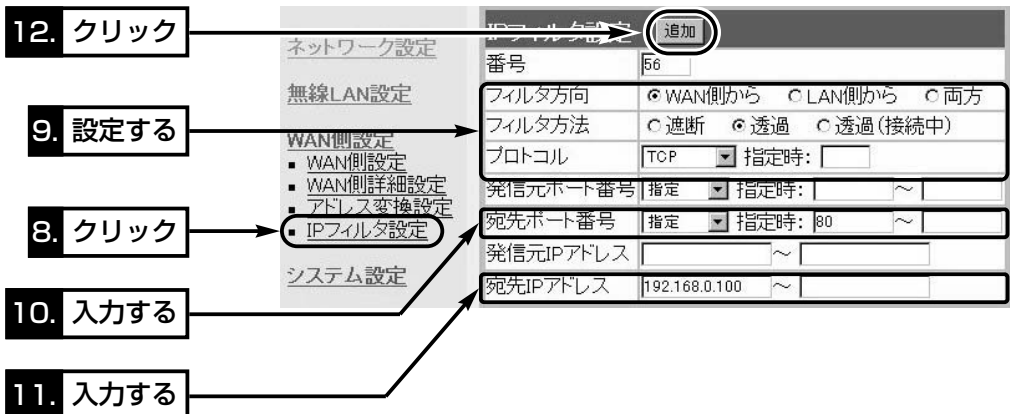 12. クリック
9. 設定する
8. クリック
10. 入力する
11. 入力する
ネットワーク設定
無線LAN設定
WAN側設定
▪ WAN側設定
▪ WAN側詳細設定
▪ アドレス変換設定
▪ IPフィルタ設定
システム設定
IPフィルタ設定 追加
番号 56
フィルタ方向 WAN側から LAN側から 両方
フィルタ方法 遮断 透過 透過(接続中)
プロトコル TCP 指定時:
発信元ポート番号 指定 指定時: ～
宛先ポート番号 指定 指定時: 80 ～
発信元IPアドレス ～
宛先IPアドレス 192.168.0.100 ～